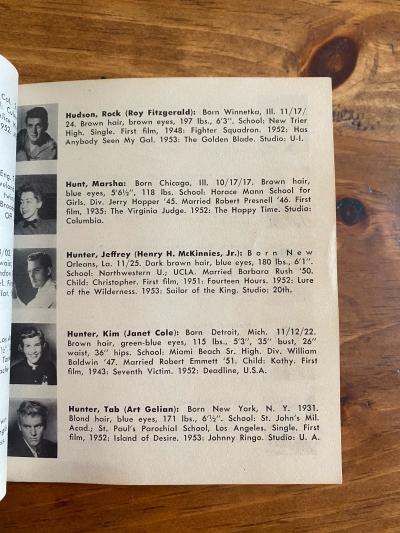 Col. S
/02
Hudson, Rock (Roy Fitzgerald): Born Winnetka, Ill. 11/17/
24. Brown hair, brown eyes, 197 lbs., 6'3". School: New Trier
High. Single. First film, 1948: Fighter Squadron. 1952: Has
Anybody Seen My Gal. 1953: The Golden Blade. Studio: U-I.
Hunt, Marsha: Born Chicago, Ill. 10/17/17. Brown hair,
blue eyes, 5'6½", 118 lbs. School: Horace Mann School for
Girls. Div. Jerry Hopper '45. Married Robert Presnell '46. First
film, 1935: The Virginia Judge. 1952: The Happy Time. Studio:
Columbia.
Hunter, Jeffrey (Henry H. McKinnies, Jr.): Born New
Orleans, La. 11/25. Dark brown hair, blue eyes, 180 lbs., 6'1".
School: Northwestern U.; UCLA. Married Barbara Rush '50.
Child: Christopher. First film, 1951: Fourteen Hours. 1952: Lure
of the Wilderness. 1953: Sailor of the King. Studio: 20th.
Hunter, Kim (Janet Cole): Born Detroit, Mich. 11/12/22.
Brown hair, green-blue eyes, 115 lbs., 5'3", 35" bust, 26"
waist, 36" hips. School: Miami Beach Sr. High. Div. William
Baldwin '47. Married Robert Emmett '51. Child: Kathy. First
film, 1943: Seventh Victim. 1952: Deadline, U.S.A.
Hunter, Tab (Art Gelian): Born New York, N. Y. 1931.
Blond hair, blue eyes, 171 lbs., 6'½". School: St. John's Mil.
Acad.; St. Paul's Parochial School, Los Angeles. Single. First
film, 1952: Island of Desire. 1953: Johnny Ringo. Studio: U. A.